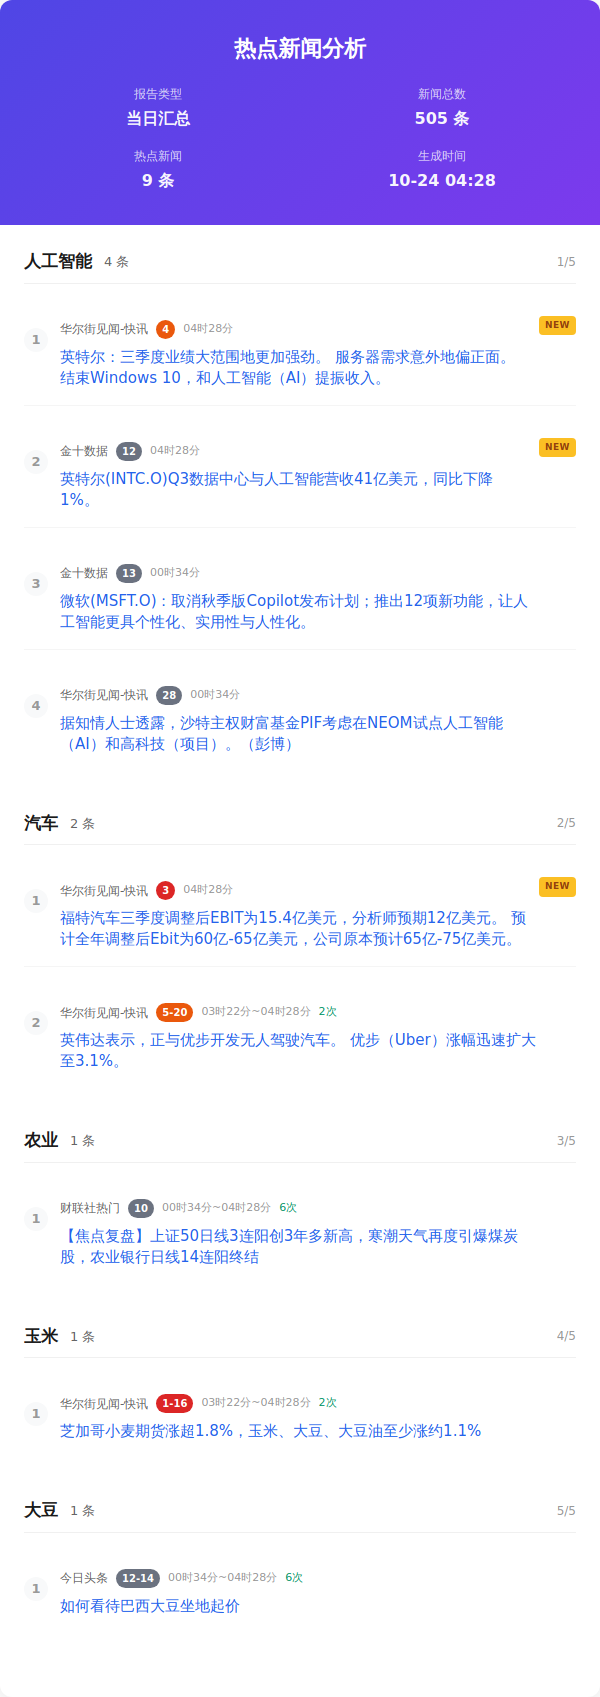 热点新闻分析
报告类型
新闻总数
当日汇总
505 条
热点新闻
生成时间
9 条
10-24 04:28
人工智能 4 条 1/5
1 华尔街见闻-快讯 4 04时28分 NEW
英特尔：三季度业绩大范围地更加强劲。 服务器需求意外地偏正面。
结束Windows 10，和人工智能（AI）提振收入。
2 金十数据 12 04时28分 NEW
英特尔(INTC.O)Q3数据中心与人工智能营收41亿美元，同比下降
1%。
3 金十数据 13 00时34分
微软(MSFT.O)：取消秋季版Copilot发布计划；推出12项新功能，让人
工智能更具个性化、实用性与人性化。
4 华尔街见闻-快讯 28 00时34分
据知情人士透露，沙特主权财富基金PIF考虑在NEOM试点人工智能
（AI）和高科技（项目）。（彭博）
汽车 2 条 2/5
1 华尔街见闻-快讯 3 04时28分 NEW
福特汽车三季度调整后EBIT为15.4亿美元，分析师预期12亿美元。 预
计全年调整后Ebit为60亿-65亿美元，公司原本预计65亿-75亿美元。
2 华尔街见闻-快讯 5-20 03时22分~04时28分 2次
英伟达表示，正与优步开发无人驾驶汽车。 优步（Uber）涨幅迅速扩大
至3.1%。
农业 1 条 3/5
1 财联社热门 10 00时34分~04时28分 6次
【焦点复盘】上证50日线3连阳创3年多新高，寒潮天气再度引爆煤炭
股，农业银行日线14连阳终结
玉米 1 条 4/5
1 华尔街见闻-快讯 1-16 03时22分~04时28分 2次
芝加哥小麦期货涨超1.8%，玉米、大豆、大豆油至少涨约1.1%
大豆 1 条 5/5
1 今日头条 12-14 00时34分~04时28分 6次
如何看待巴西大豆坐地起价